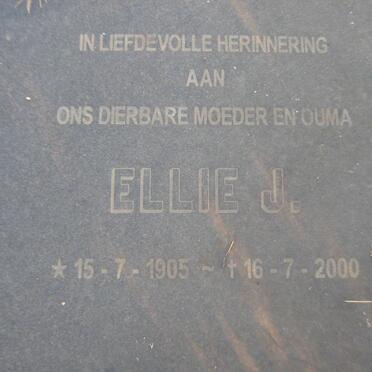 IN LIEFDEVOLLE HERINNERING
AAN
ONS DIERBARE MOEDER EN OUMA
ELLIE J.
★ 15 - 7 - 1905 ~ † 16 - 7 - 2000